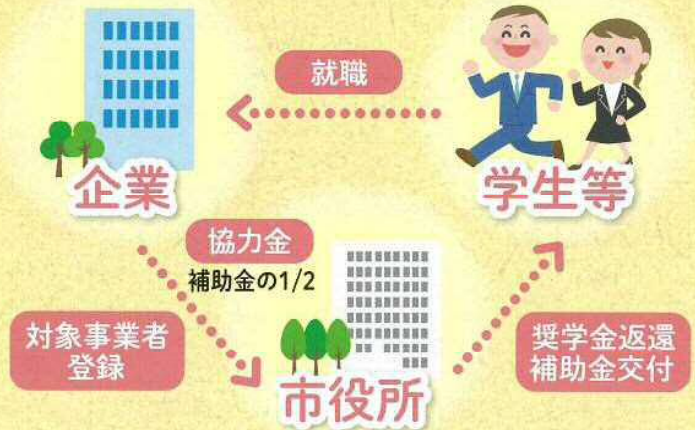 就職
企業
学生等
協力金
補助金の1/2
対象事業者
登録
奨学金返還
補助金交付
市役所